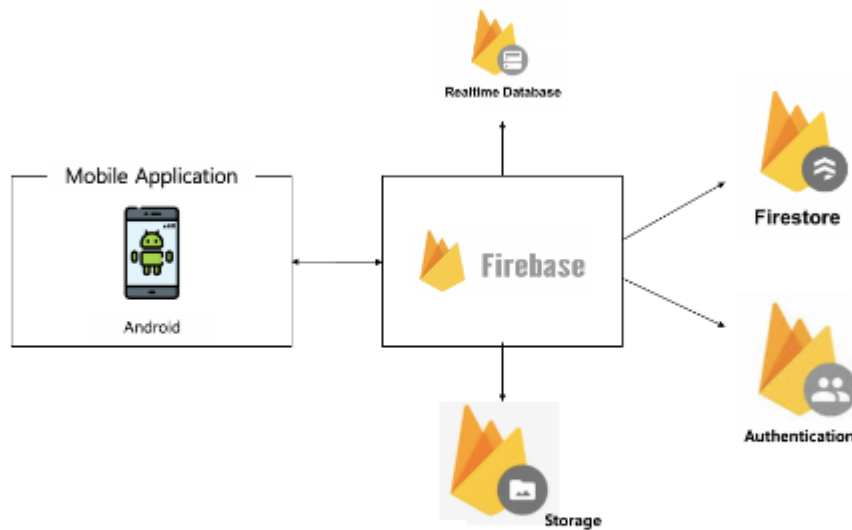 Realtime Database
Mobile Application
Firestore
Firebase
Android
Authentication
Storage